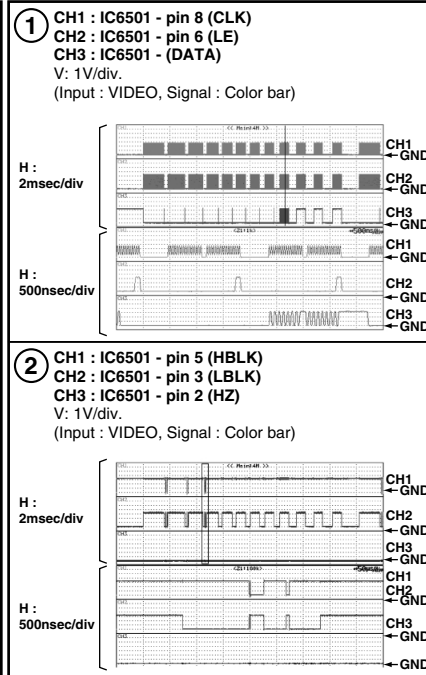 1
CH1 : IC6501 - pin 8 (CLK)
CH2 : IC6501 - pin 6 (LE)
CH3 : IC6501 - (DATA)
V: 1V/div.
(Input : VIDEO, Signal : Color bar)
H :
2msec/div
<< Main:4M >>
CH1
GND
CH2
GND
CH3
GND
H :
500nsec/div
CH1
GND
CH2
GND
CH3
GND
2
CH1 : IC6501 - pin 5 (HBLK)
CH2 : IC6501 - pin 3 (LBLK)
CH3 : IC6501 - pin 2 (HZ)
V: 1V/div.
(Input : VIDEO, Signal : Color bar)
H :
2msec/div
<< Main:4M >>
CH1
GND
CH2
GND
CH3
GND
H :
500nsec/div
CH1
CH2
GND
CH3
GND
GND